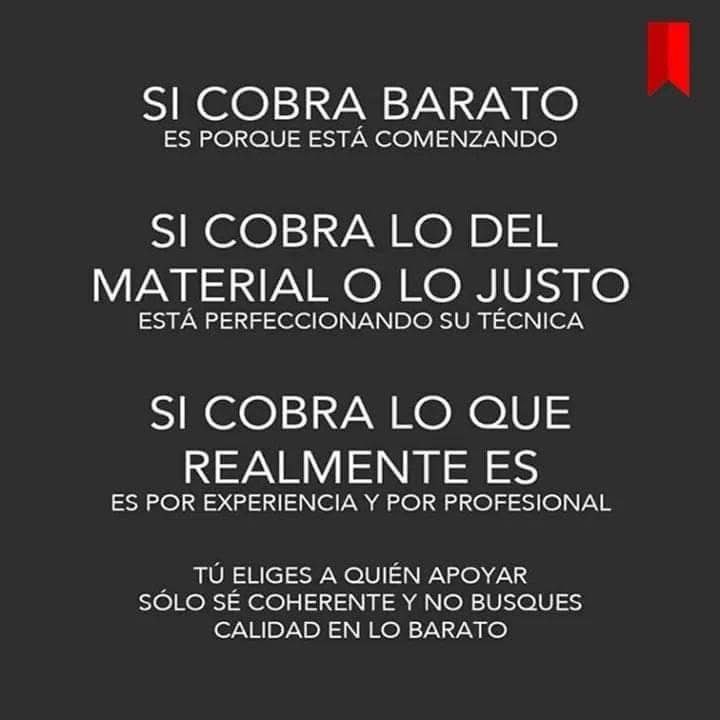 SI COBRA BARATO
ES PORQUE ESTÁ COMENZANDO
SI COBRA LO DEL
MATERIAL O LO JUSTO
ESTÁ PERFECCIONANDO SU TÉCNICA
SI COBRA LO QUE
REALMENTE ES
ES POR EXPERIENCIA Y POR PROFESIONAL
TÚ ELIGES A QUIÉN APOYAR
SÓLO SÉ COHERENTE Y NO BUSQUES
CALIDAD EN LO BARATO